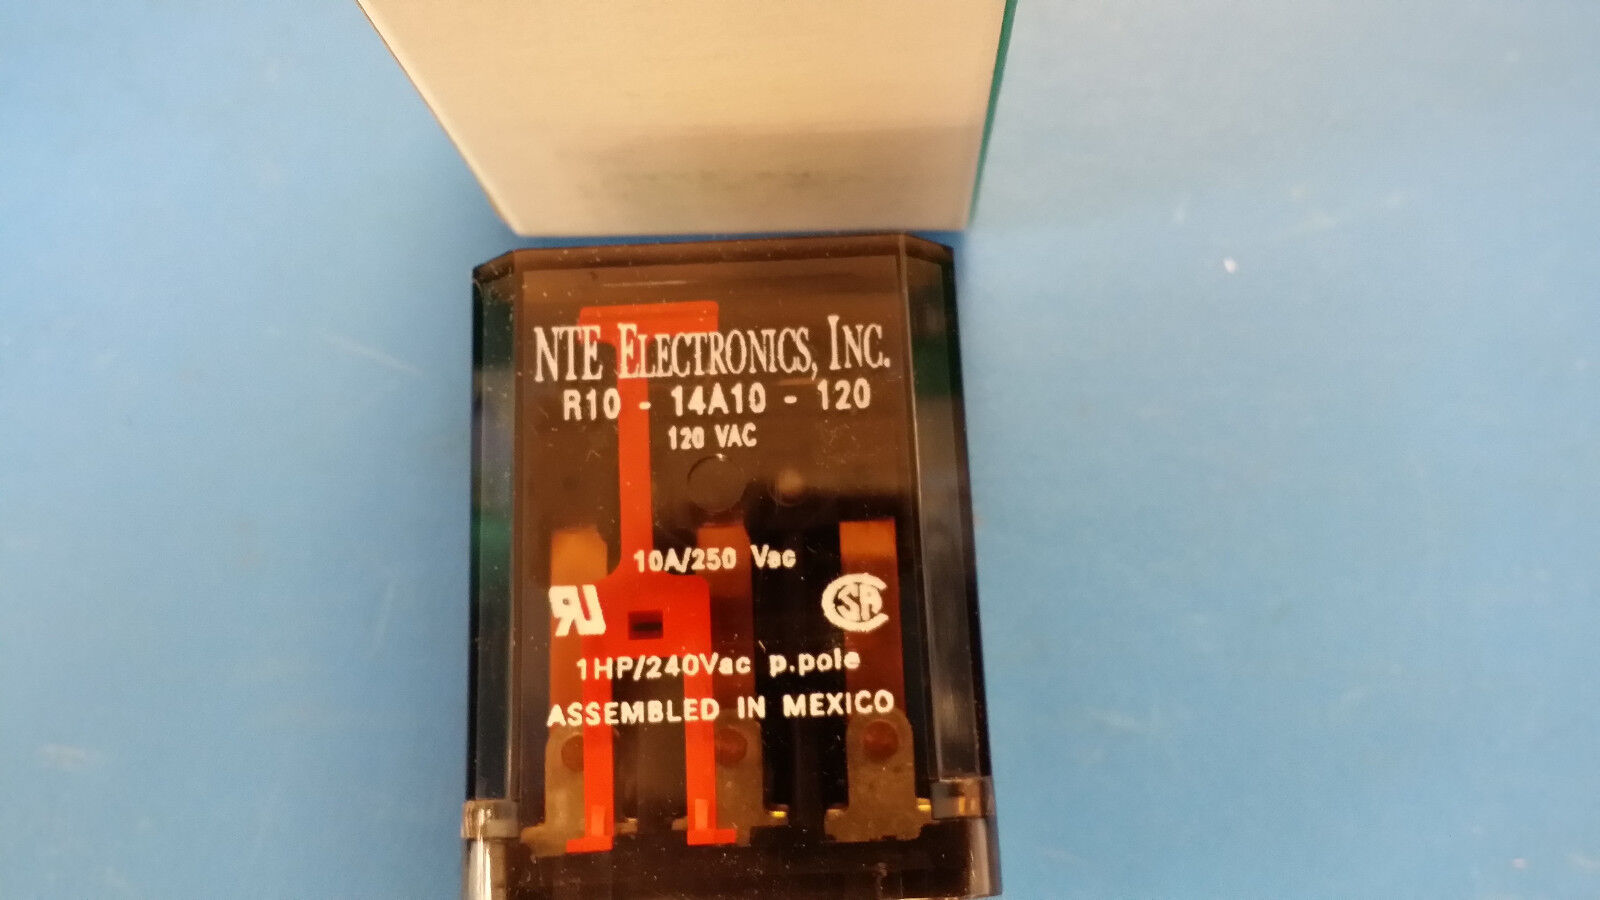 NTE ELECTRONICS, INC.
R10 - 14A10 - 120
120 VAC
10A/250 Vac
1HP/240Vac p.pole
ASSEMBLED IN MEXICO